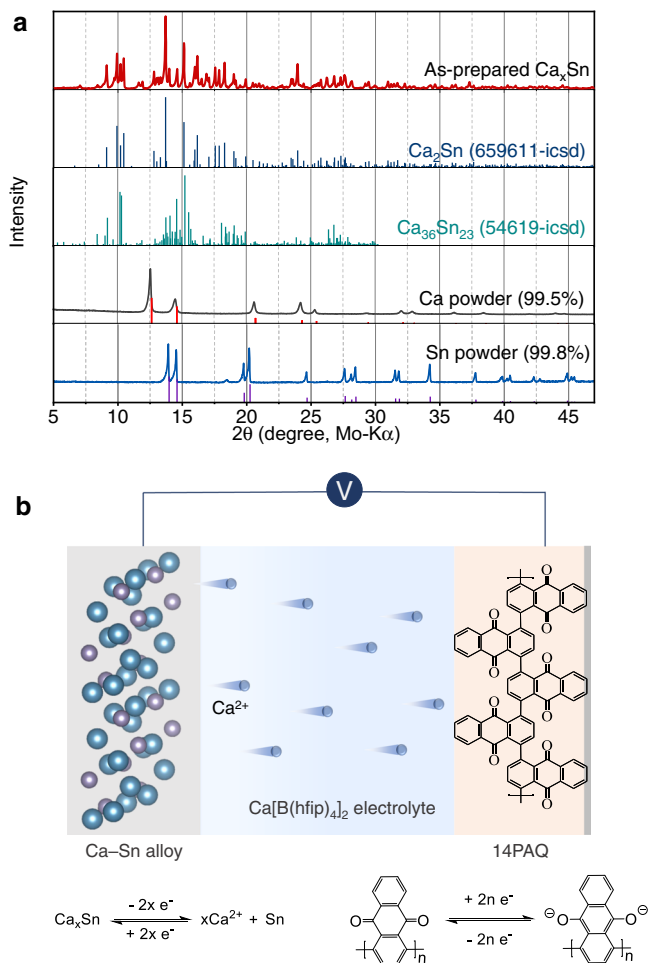 a
As-prepared CaₓSn
Ca₂Sn (659611-icsd)
Ca₃₆Sn₂₃ (54619-icsd)
Ca powder (99.5%)
Sn powder (99.8%)
Intensity
5 10 15 20 25 30 35 40 45
2θ (degree, Mo-Kα)
b
V
Ca²⁺
Ca[B(hfip)₄]₂ electrolyte
O O
O O
O O
O O
O O
Ca–Sn alloy 14PAQ
- 2x e⁻
CaₓSn xCa²⁺ + Sn
+ 2x e⁻
+ 2n e⁻
O O n ⊖O O⊖ n
- 2n e⁻